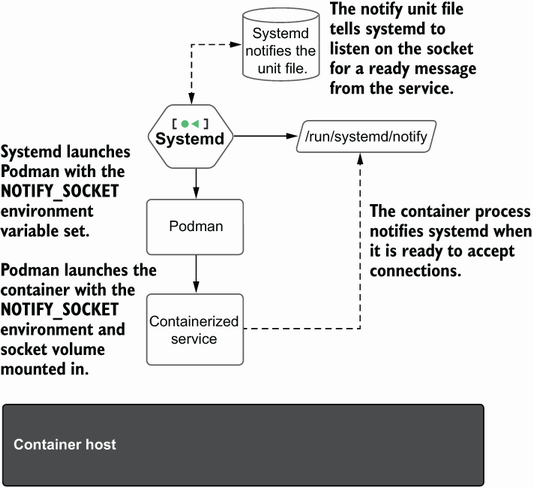 Systemd
notifies the
unit file.
The notify unit file
tells systemd to
listen on the socket
for a ready message
from the service.
[ ●◄ ]
Systemd
/run/systemd/notify
Systemd launches
Podman with the
NOTIFY_SOCKET
environment
variable set.
Podman
The container process
notifies systemd when
it is ready to accept
connections.
Podman launches the
container with the
NOTIFY_SOCKET
environment and
socket volume
mounted in.
Containerized
service
Container host